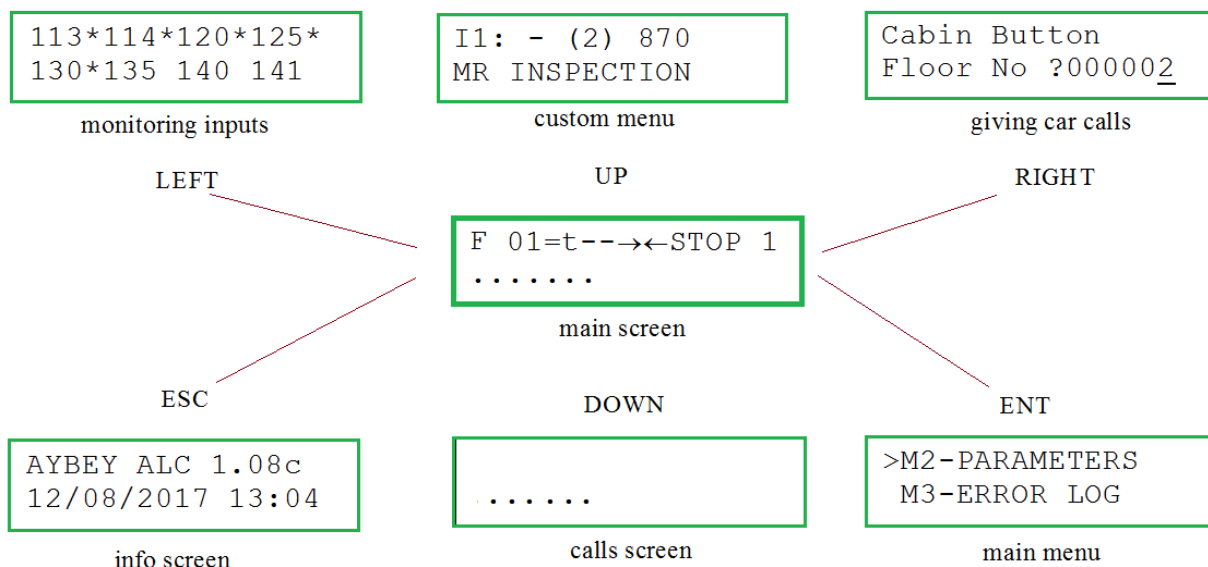 113*114*120*125*
130*135 140 141
monitoring inputs
LEFT
I1: - (2) 870
MR INSPECTION
custom menu
UP
Cabin Button
Floor No ?000002
giving car calls
RIGHT
F 01=t--→←STOP 1
.......
main screen
ESC
AYBEY ALC 1.08c
12/08/2017 13:04
info screen
DOWN
......
calls screen
ENT
>M2-PARAMETERS
M3-ERROR LOG
main menu